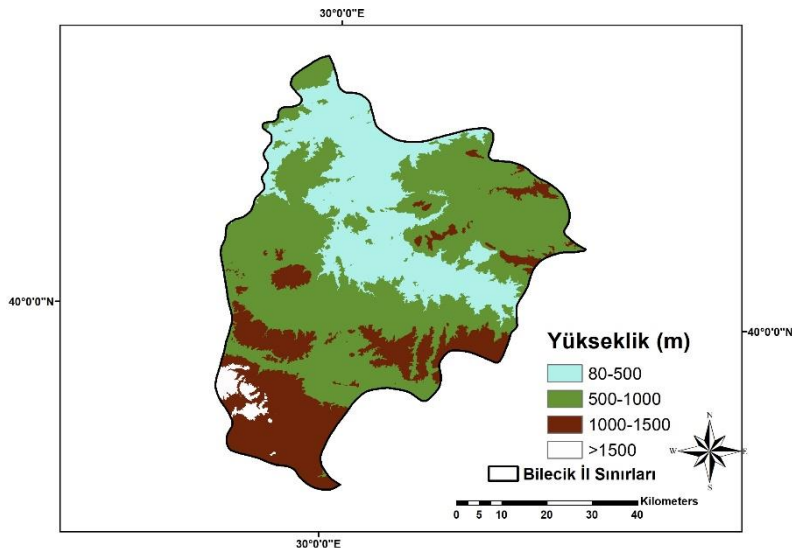 30°0'0"E
40°0'0"N
40°0'0"N
Yükseklik (m)
80-500
500-1000
1000-1500
>1500
Bilecik İl Sınırları
N
W
E
S
Kilometers
0 5 10 20 30 40
30°0'0"E